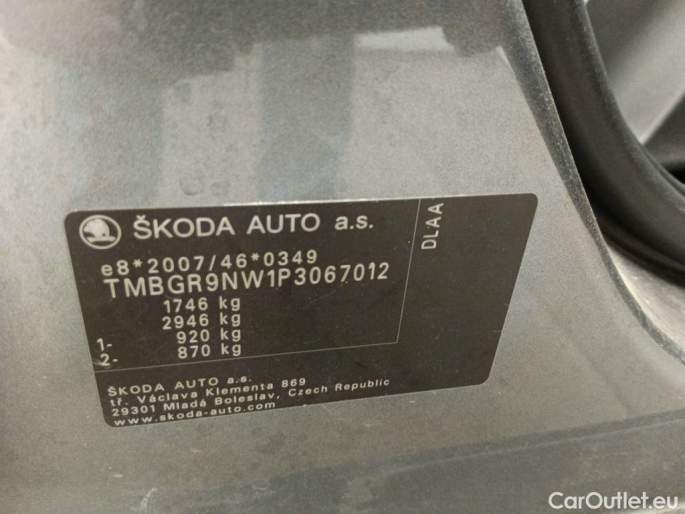 ŠKODA AUTO a.s.
e8*2007/46*0349
TMBGR9NW1P3067012
1746 kg
2946 kg
1- 920 kg
2- 870 kg
DLAA
ŠKODA AUTO a.s.
tř. Václava Klementa 869
29301 Mladá Boleslav, Czech Republic
www.skoda-auto.com
CarOutlet.eu